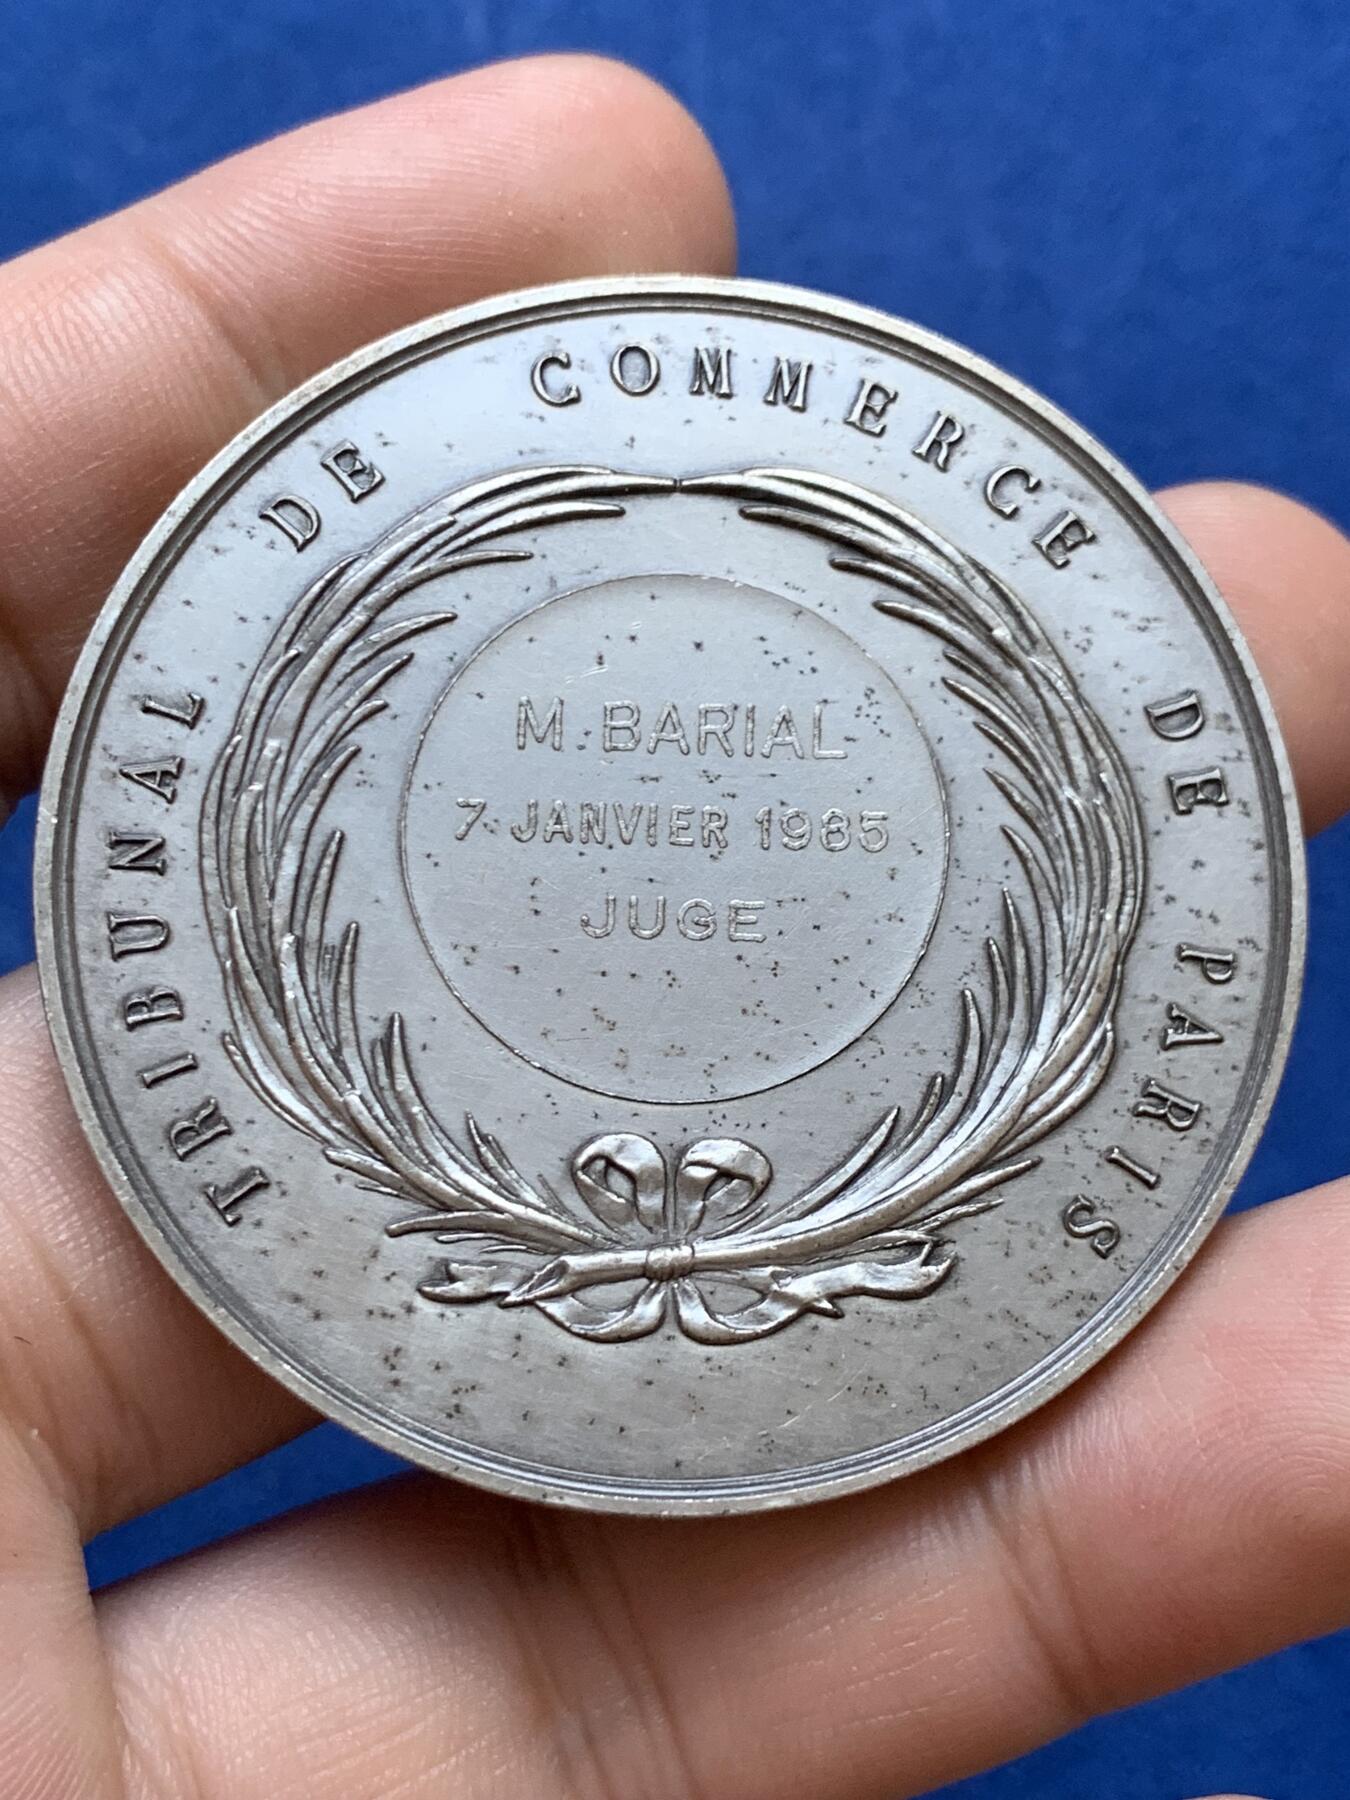 TRIBUNAL DE COMMERCE DE PARIS
M. BARIAL
7 JANVIER 1985
JUGE